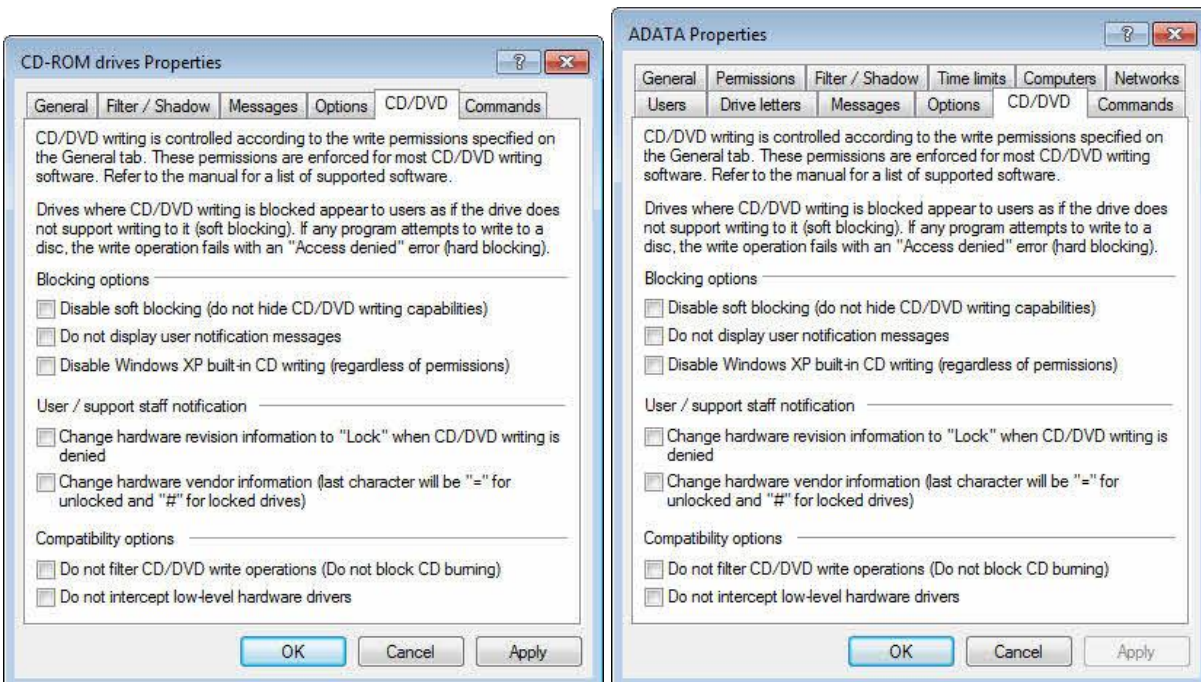 CD-ROM drives Properties
General Filter / Shadow Messages Options CD/DVD Commands
CD/DVD writing is controlled according to the write permissions specified on
the General tab. These permissions are enforced for most CD/DVD writing
software. Refer to the manual for a list of supported software.
Drives where CD/DVD writing is blocked appear to users as if the drive does
not support writing to it (soft blocking). If any program attempts to write to a
disc, the write operation fails with an "Access denied" error (hard blocking).
Blocking options
Disable soft blocking (do not hide CD/DVD writing capabilities)
Do not display user notification messages
Disable Windows XP built-in CD writing (regardless of permissions)
User / support staff notification
Change hardware revision information to "Lock" when CD/DVD writing is
denied
Change hardware vendor information (last character will be "=" for
unlocked and "#" for locked drives)
Compatibility options
Do not filter CD/DVD write operations (Do not block CD burning)
Do not intercept low-level hardware drivers
OK Cancel Apply
ADATA Properties
General Permissions Filter / Shadow Time limits Computers Networks
Users Drive letters Messages Options CD/DVD Commands
CD/DVD writing is controlled according to the write permissions specified on
the General tab. These permissions are enforced for most CD/DVD writing
software. Refer to the manual for a list of supported software.
Drives where CD/DVD writing is blocked appear to users as if the drive does
not support writing to it (soft blocking). If any program attempts to write to a
disc, the write operation fails with an "Access denied" error (hard blocking).
Blocking options
Disable soft blocking (do not hide CD/DVD writing capabilities)
Do not display user notification messages
Disable Windows XP built-in CD writing (regardless of permissions)
User / support staff notification
Change hardware revision information to "Lock" when CD/DVD writing is
denied
Change hardware vendor information (last character will be "=" for
unlocked and "#" for locked drives)
Compatibility options
Do not filter CD/DVD write operations (Do not block CD burning)
Do not intercept low-level hardware drivers
OK Cancel Apply